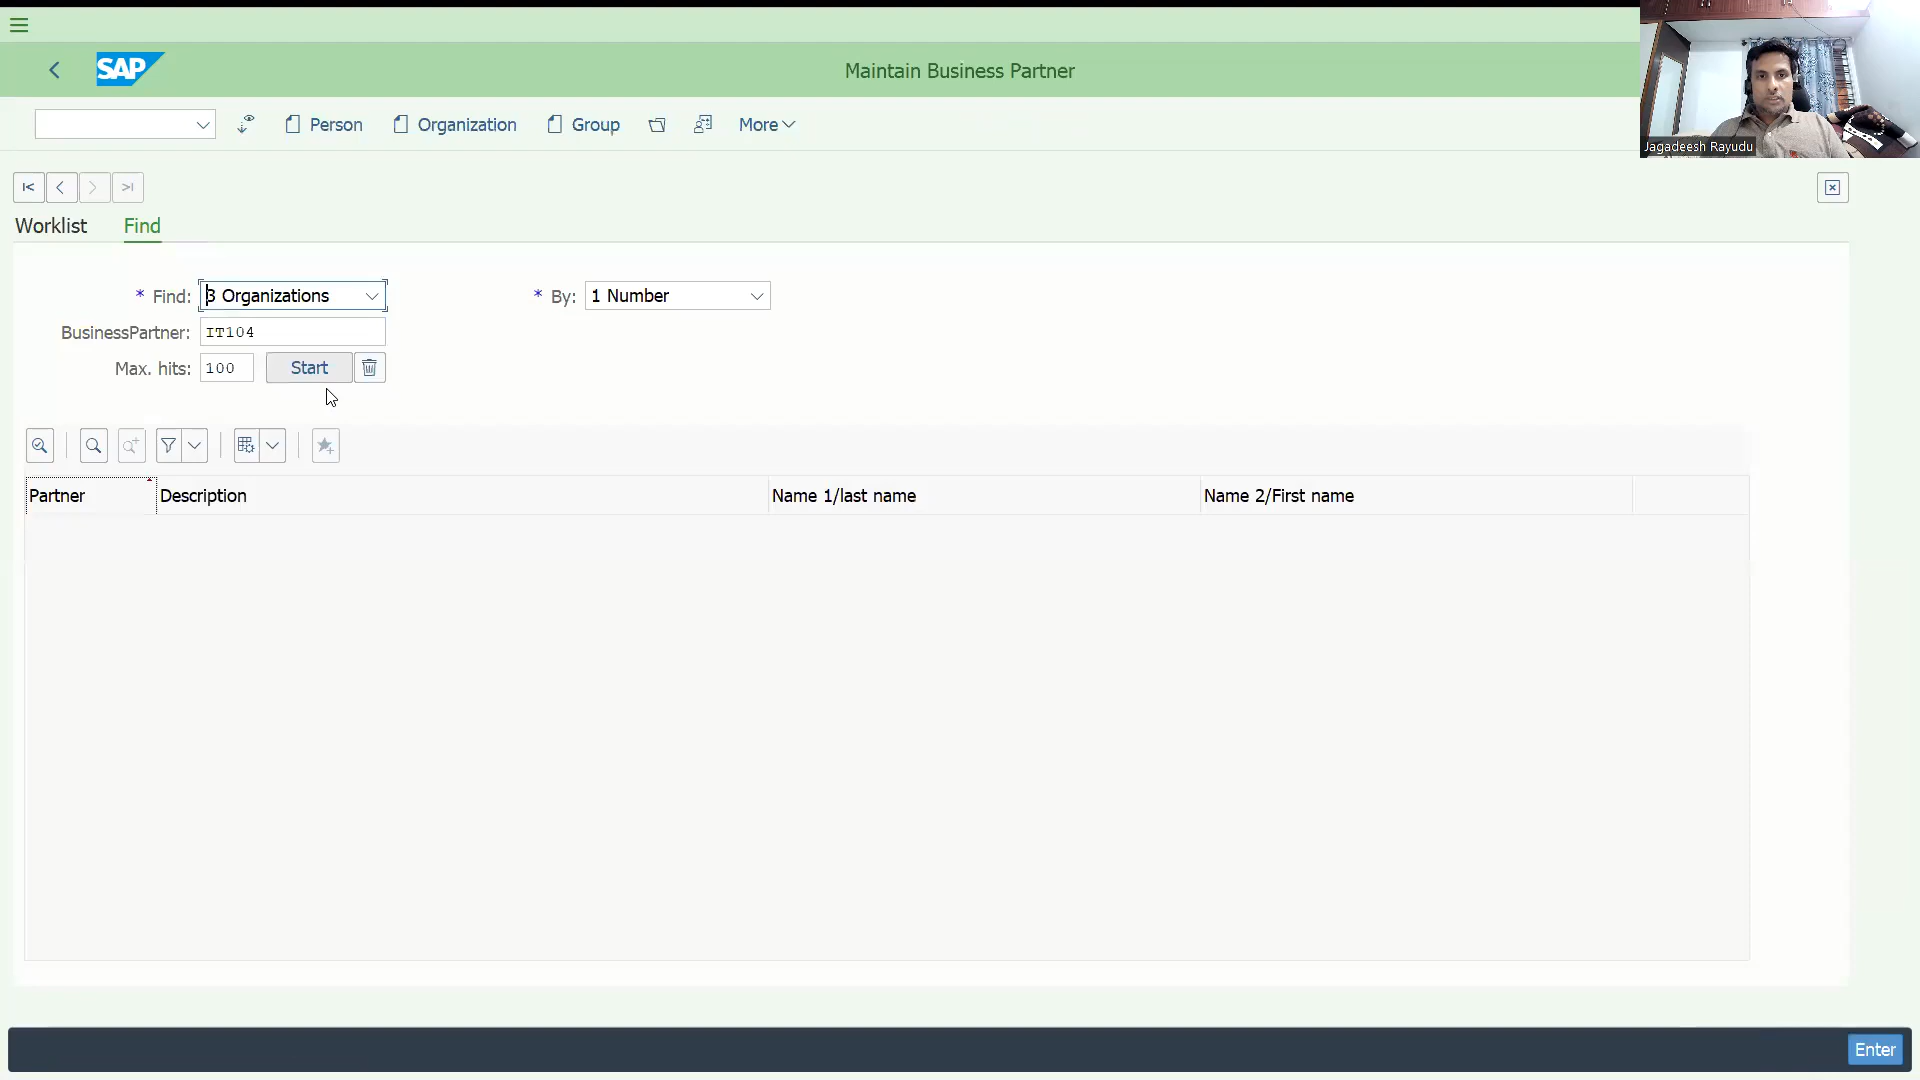 SAP
Maintain Business Partner
Person Organization Group More
Jagadeesh Rayudu
Worklist Find
* Find: 3 Organizations * By: 1 Number
BusinessPartner: IT104
Max. hits: 100 Start
Partner Description Name 1/last name Name 2/First name
Enter